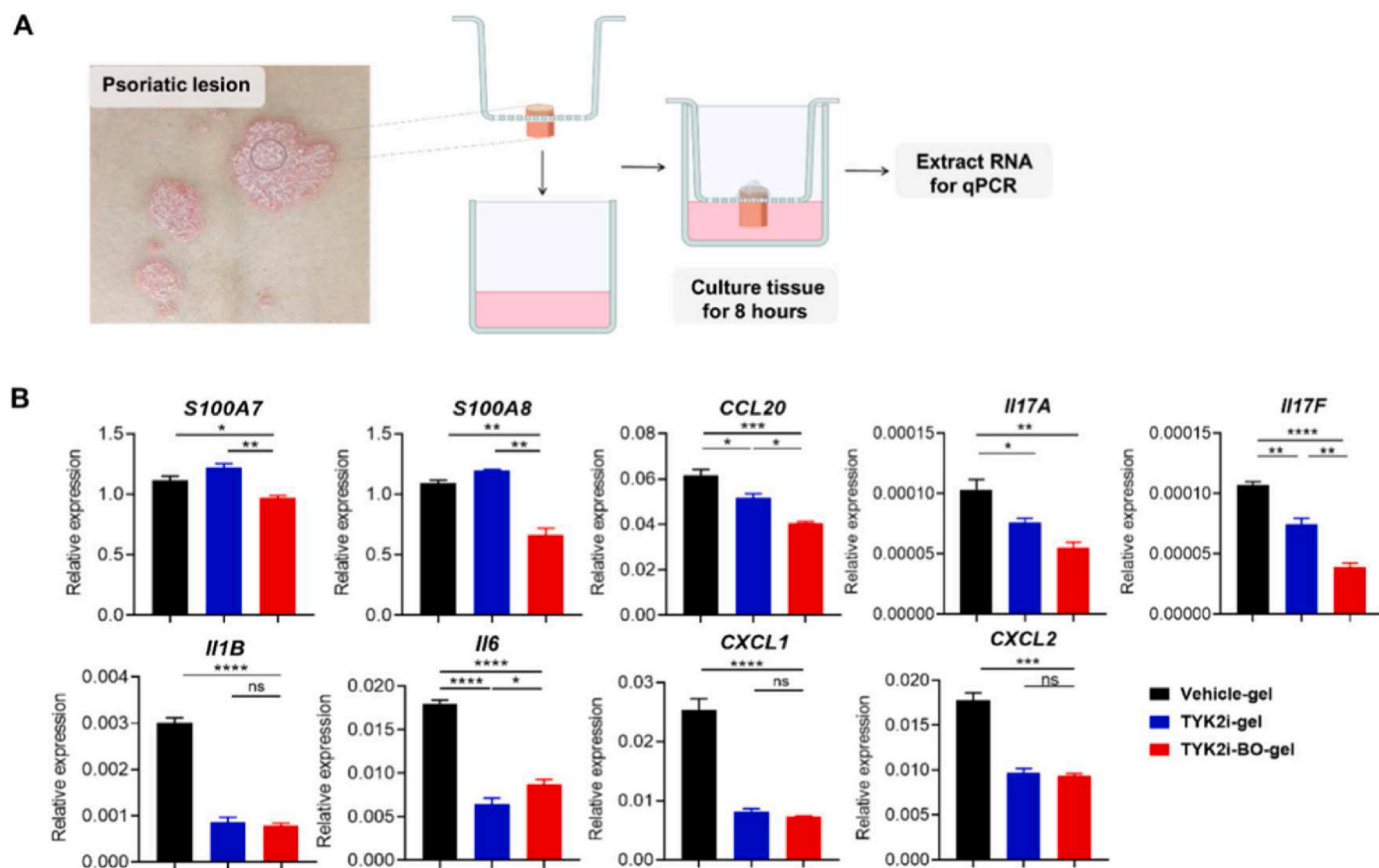 A
Psoriatic lesion
Extract RNA
for qPCR
Culture tissue
for 8 hours
B
S100A7
Relative expression
1.5
1.0
0.5
0.0
*
**
S100A8
Relative expression
1.5
1.0
0.5
0.0
**
**
CCL20
Relative expression
0.08
0.06
0.04
0.02
0.00
***
*
*
Il17A
Relative expression
0.00015
0.00010
0.00005
0.00000
**
*
Il17F
Relative expression
0.00015
0.00010
0.00005
0.00000
****
**
**
Il1B
Relative expression
0.004
0.003
0.002
0.001
0.000
****
ns
Il6
Relative expression
0.020
0.015
0.010
0.005
0.000
****
****
*
CXCL1
Relative expression
0.03
0.02
0.01
0.00
****
ns
CXCL2
Relative expression
0.020
0.015
0.010
0.005
0.000
***
ns
Vehicle-gel
TYK2i-gel
TYK2i-BO-gel